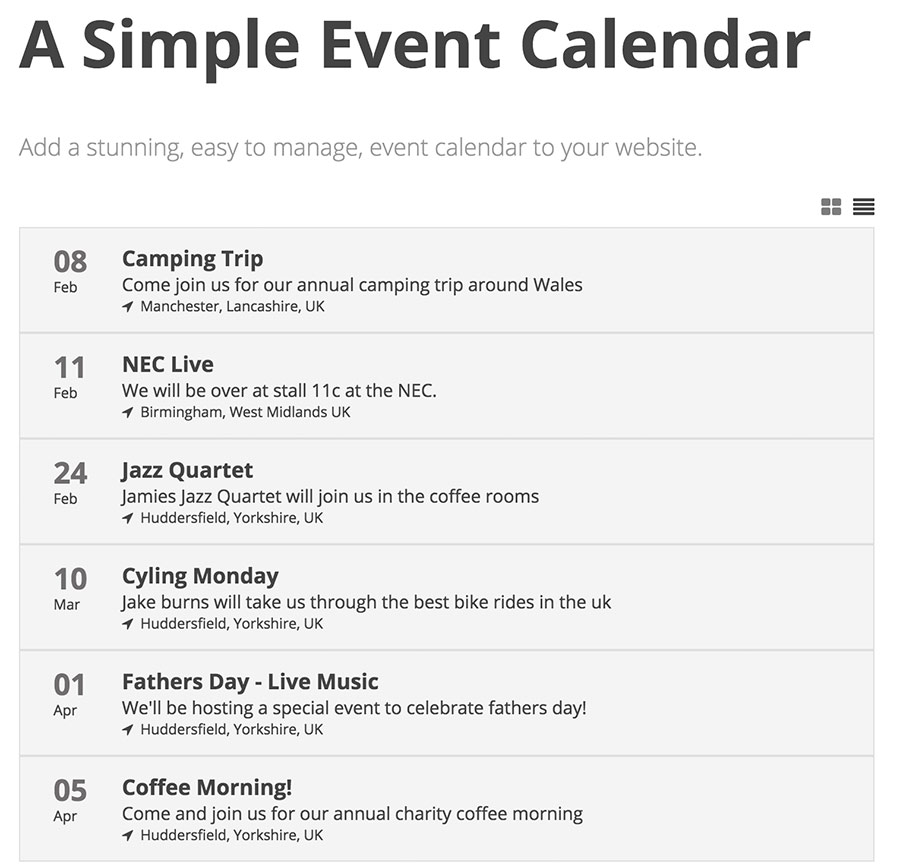 A Simple Event Calendar
Add a stunning, easy to manage, event calendar to your website.
08
Feb
Camping Trip
Come join us for our annual camping trip around Wales
Manchester, Lancashire, UK
11
Feb
NEC Live
We will be over at stall 11c at the NEC.
Birmingham, West Midlands UK
24
Feb
Jazz Quartet
Jamies Jazz Quartet will join us in the coffee rooms
Huddersfield, Yorkshire, UK
10
Mar
Cyling Monday
Jake burns will take us through the best bike rides in the uk
Huddersfield, Yorkshire, UK
01
Apr
Fathers Day - Live Music
We'll be hosting a special event to celebrate fathers day!
Huddersfield, Yorkshire, UK
05
Apr
Coffee Morning!
Come and join us for our annual charity coffee morning
Huddersfield, Yorkshire, UK